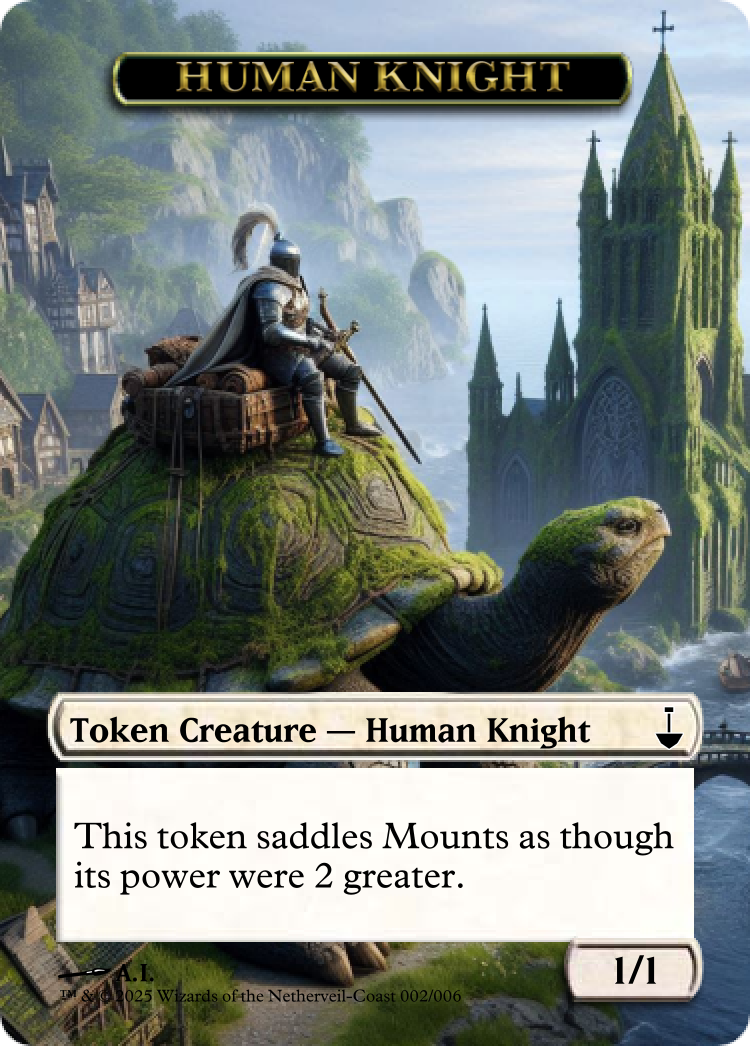 HUMAN KNIGHT
Token Creature — Human Knight
This token saddles Mounts as though
its power were 2 greater.
1/1
A.I.
™ & © 2025 Wizards of the Netherveil-Coast 002/006